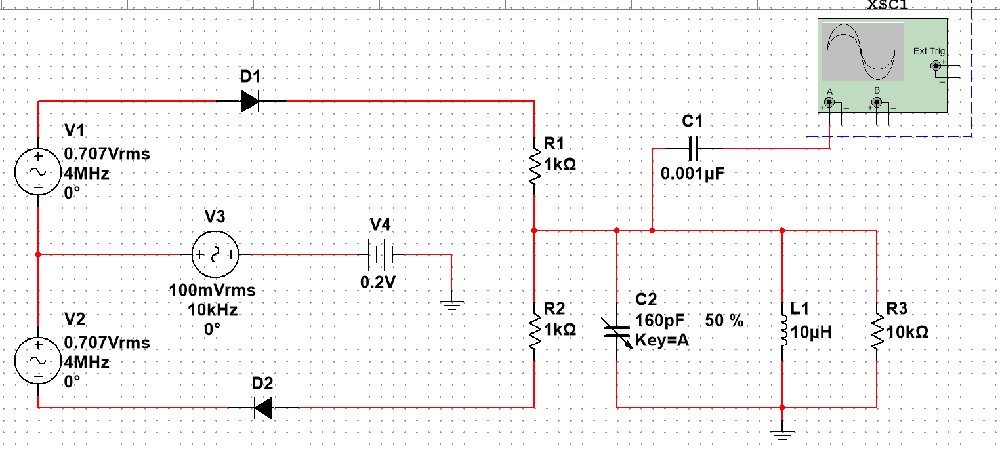 XSC1
Ext Trig
+
−
A
B
+
−
+
−
D1
V1
+
−
0.707Vrms
4MHz
0°
C1
0.001µF
R1
1kΩ
V3
+
−
100mVrms
10kHz
0°
V4
0.2V
V2
+
−
0.707Vrms
4MHz
0°
D2
R2
1kΩ
C2
160pF 50 %
Key=A
L1
10µH
R3
10kΩ